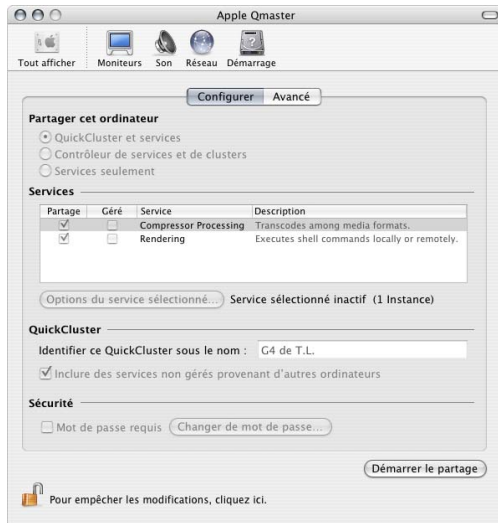 Apple Qmaster
Tout afficher Moniteurs Son Réseau Démarrage
Configurer Avancé
Partager cet ordinateur
QuickCluster et services
Contrôleur de services et de clusters
Services seulement
Services
Partage Géré Service Description
Compressor Processing Transcodes among media formats.
Rendering Executes shell commands locally or remotely.
Options du service sélectionné... Service sélectionné inactif (1 Instance)
QuickCluster
Identifier ce QuickCluster sous le nom : G4 de T.L.
Inclure des services non gérés provenant d'autres ordinateurs
Sécurité
Mot de passe requis Changer de mot de passe...
Démarrer le partage
Pour empêcher les modifications, cliquez ici.